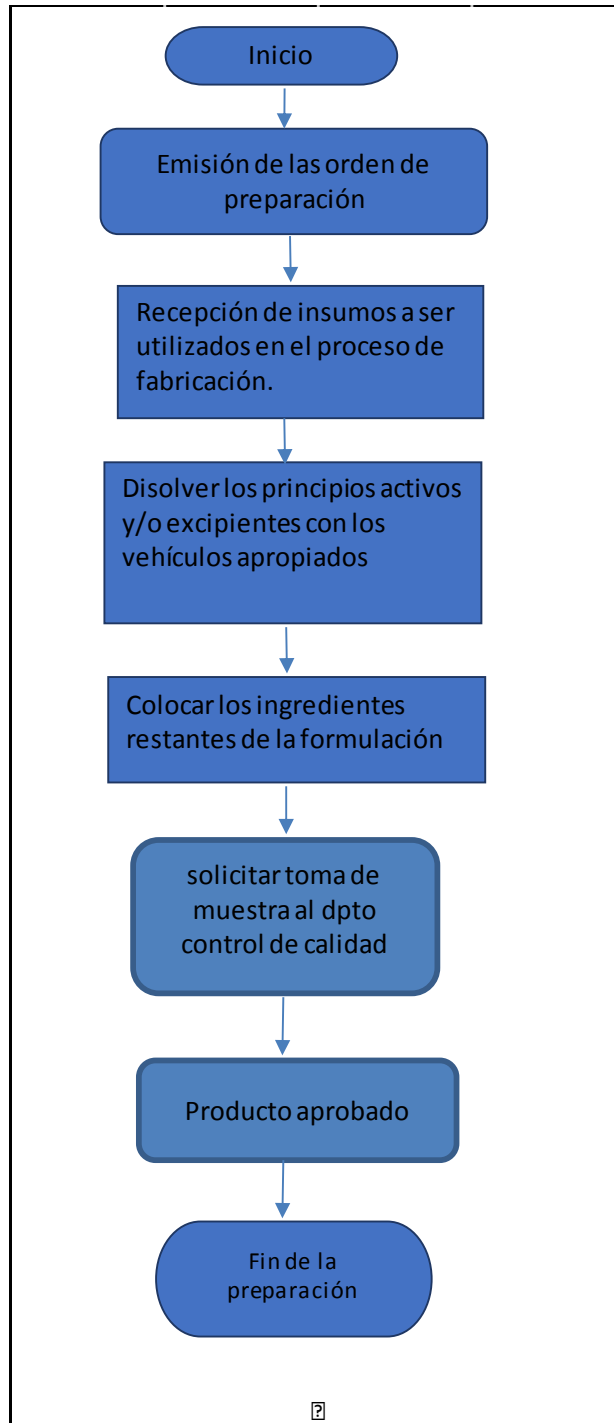 Inicio
Emisión de las orden de
preparación
Recepción de insumos a ser
utilizados en el proceso de
fabricación.
Disolver los principios activos
y/o excipientes con los
vehículos apropiados
Colocar los ingredientes
restantes de la formulación
solicitar toma de
muestra al dpto
control de calidad
Producto aprobado
Fin de la
preparación